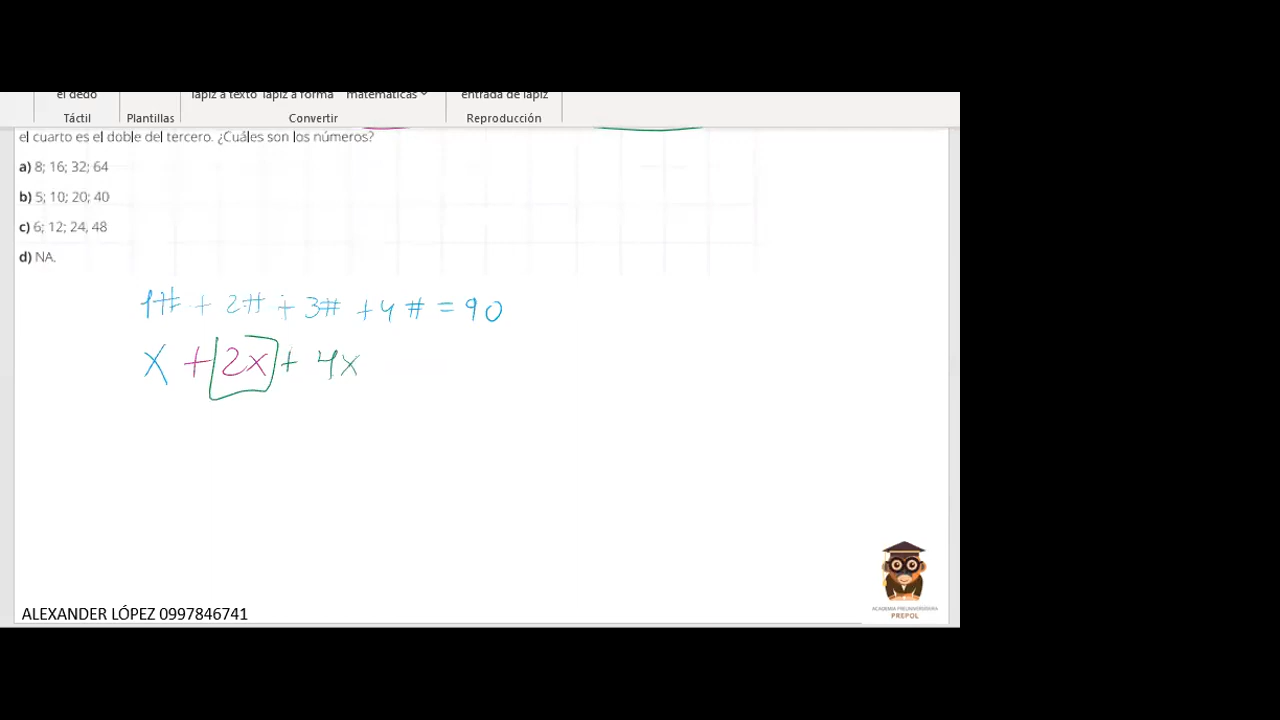 el dedo lápiz a texto lápiz a forma matemáticas entrada de lápiz
Táctil Plantillas Convertir Reproducción
el cuarto es el doble del tercero. ¿Cuáles son los números?
a) 8; 16; 32; 64
b) 5; 10; 20; 40
c) 6; 12; 24, 48
d) NA.
1# + 2# + 3# + 4# = 90
x + 2x + 4x
ALEXANDER LÓPEZ 0997846741
ACADEMIA PREUNIVERSITARIA
PREPOL